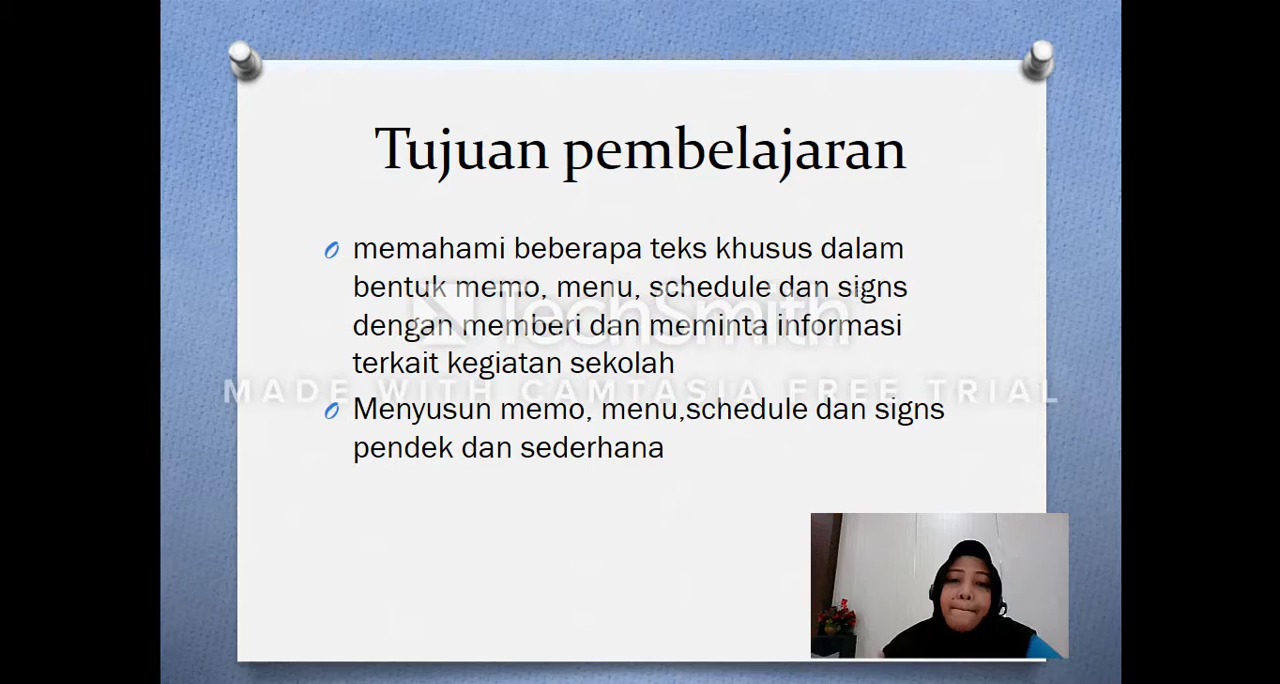 Tujuan pembelajaran
memahami beberapa teks khusus dalam
bentuk memo, menu, schedule dan signs
dengan memberi dan meminta informasi
terkait kegiatan sekolah
Menyusun memo, menu,schedule dan signs
pendek dan sederhana
TechSmith
MADE WITH CAMTASIA FREE TRIAL